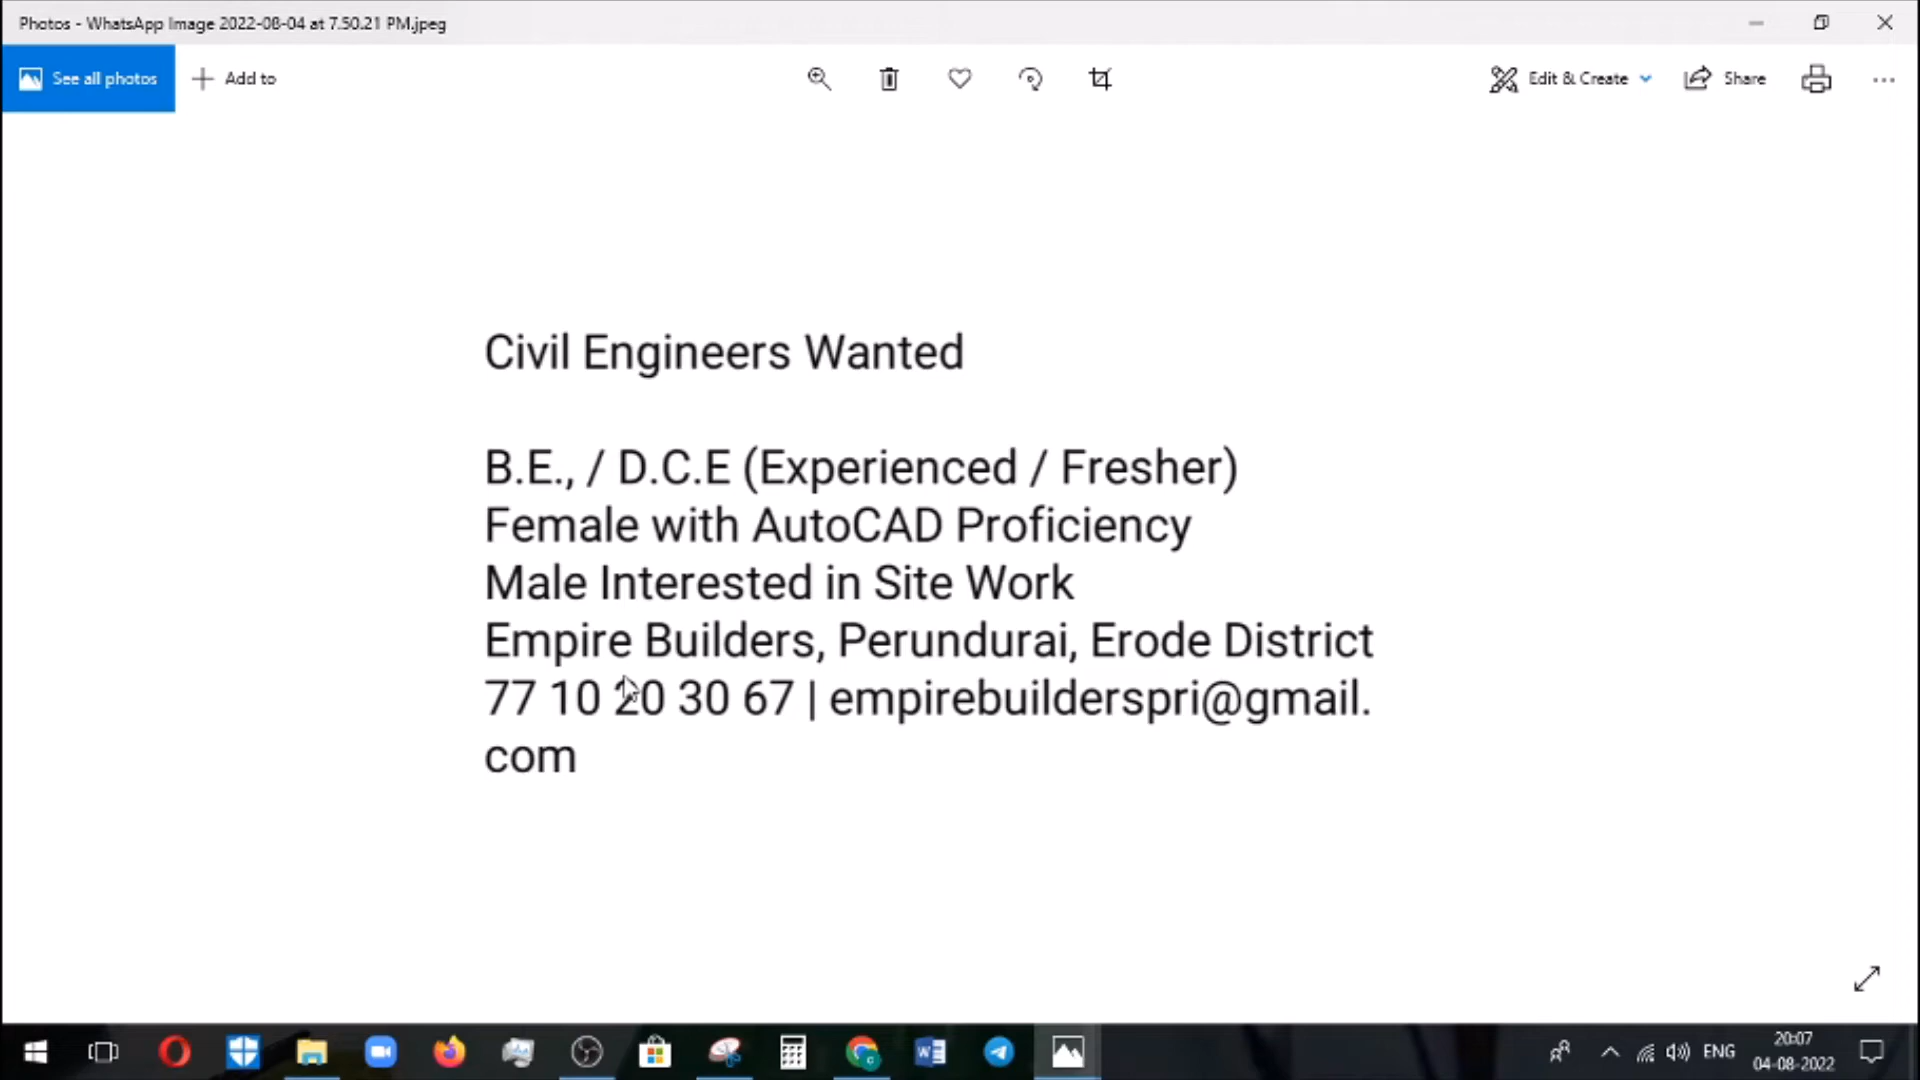 Photos - WhatsApp Image 2022-08-04 at 7.50.21 PM.jpeg
See all photos
Add to
Edit & Create
Share
Civil Engineers Wanted
B.E., / D.C.E (Experienced / Fresher)
Female with AutoCAD Proficiency
Male Interested in Site Work
Empire Builders, Perundurai, Erode District
77 10 20 30 67 | empirebuilderspri@gmail.
com
ENG
20:07
04-08-2022